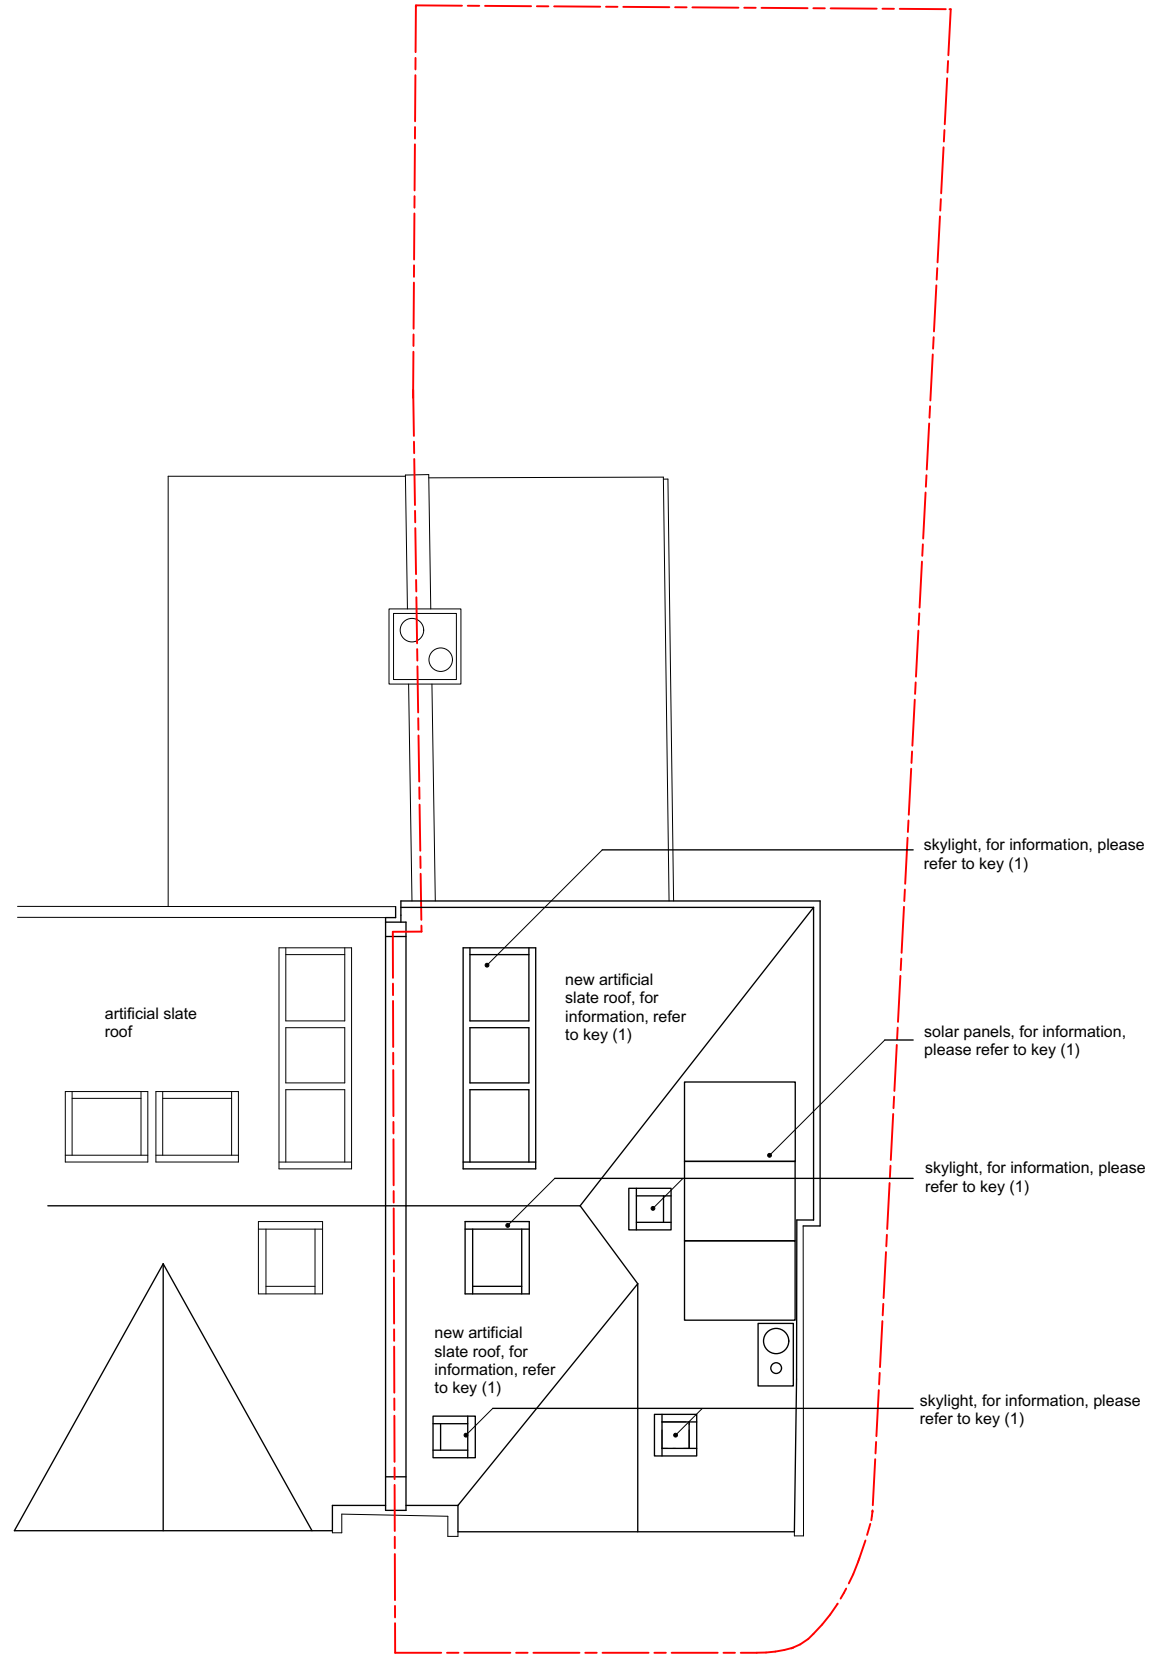 skylight, for information, please
refer to key (1)
new artificial
slate roof, for
information, refer
to key (1)
artificial slate
roof
solar panels, for information,
please refer to key (1)
skylight, for information, please
refer to key (1)
new artificial
slate roof, for
information, refer
to key (1)
skylight, for information, please
refer to key (1)